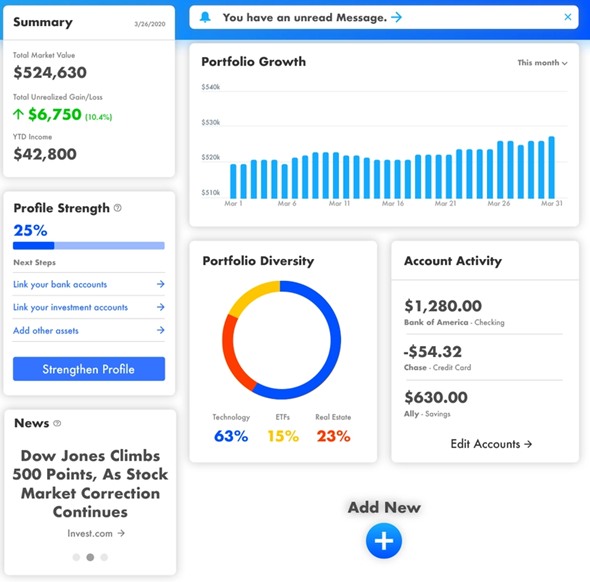 Summary
3/26/2020
Total Market Value
$524,630
Total Unrealized Gain/Loss
$6,750 (10.4%)
YTD Income
$42,800
You have an unread Message.
Portfolio Growth
This month
$540k
$530k
$520k
$510k
Mar 1 Mar 6 Mar 11 Mar 16 Mar 21 Mar 26 Mar 31
Profile Strength ?
25%
Next Steps
Link your bank accounts
Link your investment accounts
Add other assets
Strengthen Profile
Portfolio Diversity
Technology ETFs Real Estate
63% 15% 23%
Account Activity
$1,280.00
Bank of America - Checking
-$54.32
Chase - Credit Card
$630.00
Ally - Savings
Edit Accounts
News ?
Dow Jones Climbs
500 Points, As Stock
Market Correction
Continues
Invest.com
Add New